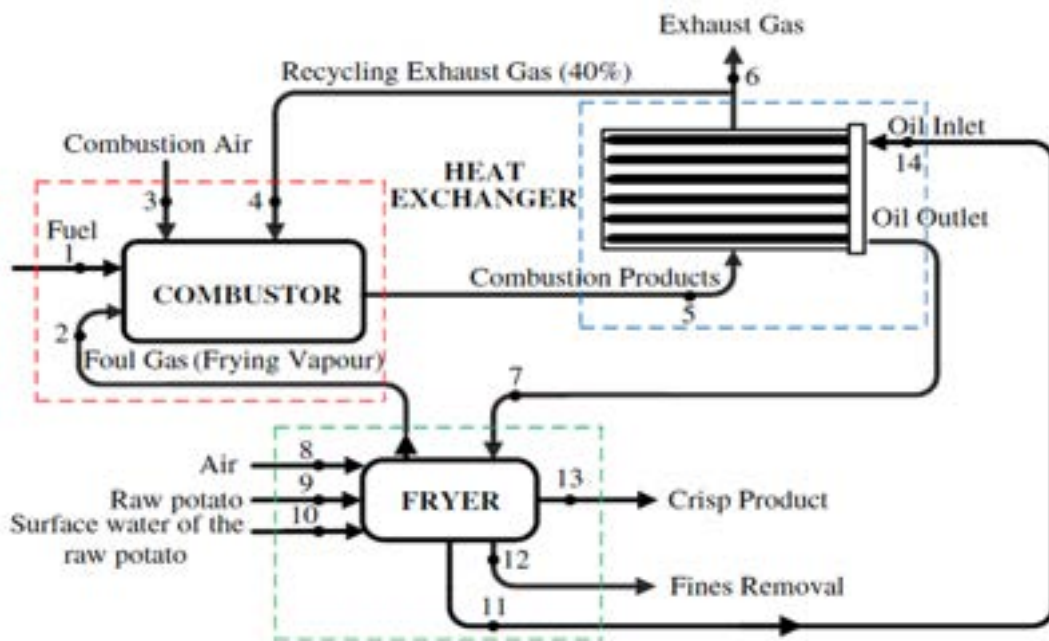 Exhaust Gas
6
Recycling Exhaust Gas (40%)
Combustion Air
3
4
HEAT
EXCHANGER
Oil Inlet
14
Oil Outlet
Fuel
1
COMBUSTOR
Combustion Products
5
2
Foul Gas (Frying Vapour)
7
Air
8
Raw potato
9
Surface water of the
raw potato
10
FRYER
13
Crisp Product
12
Fines Removal
11